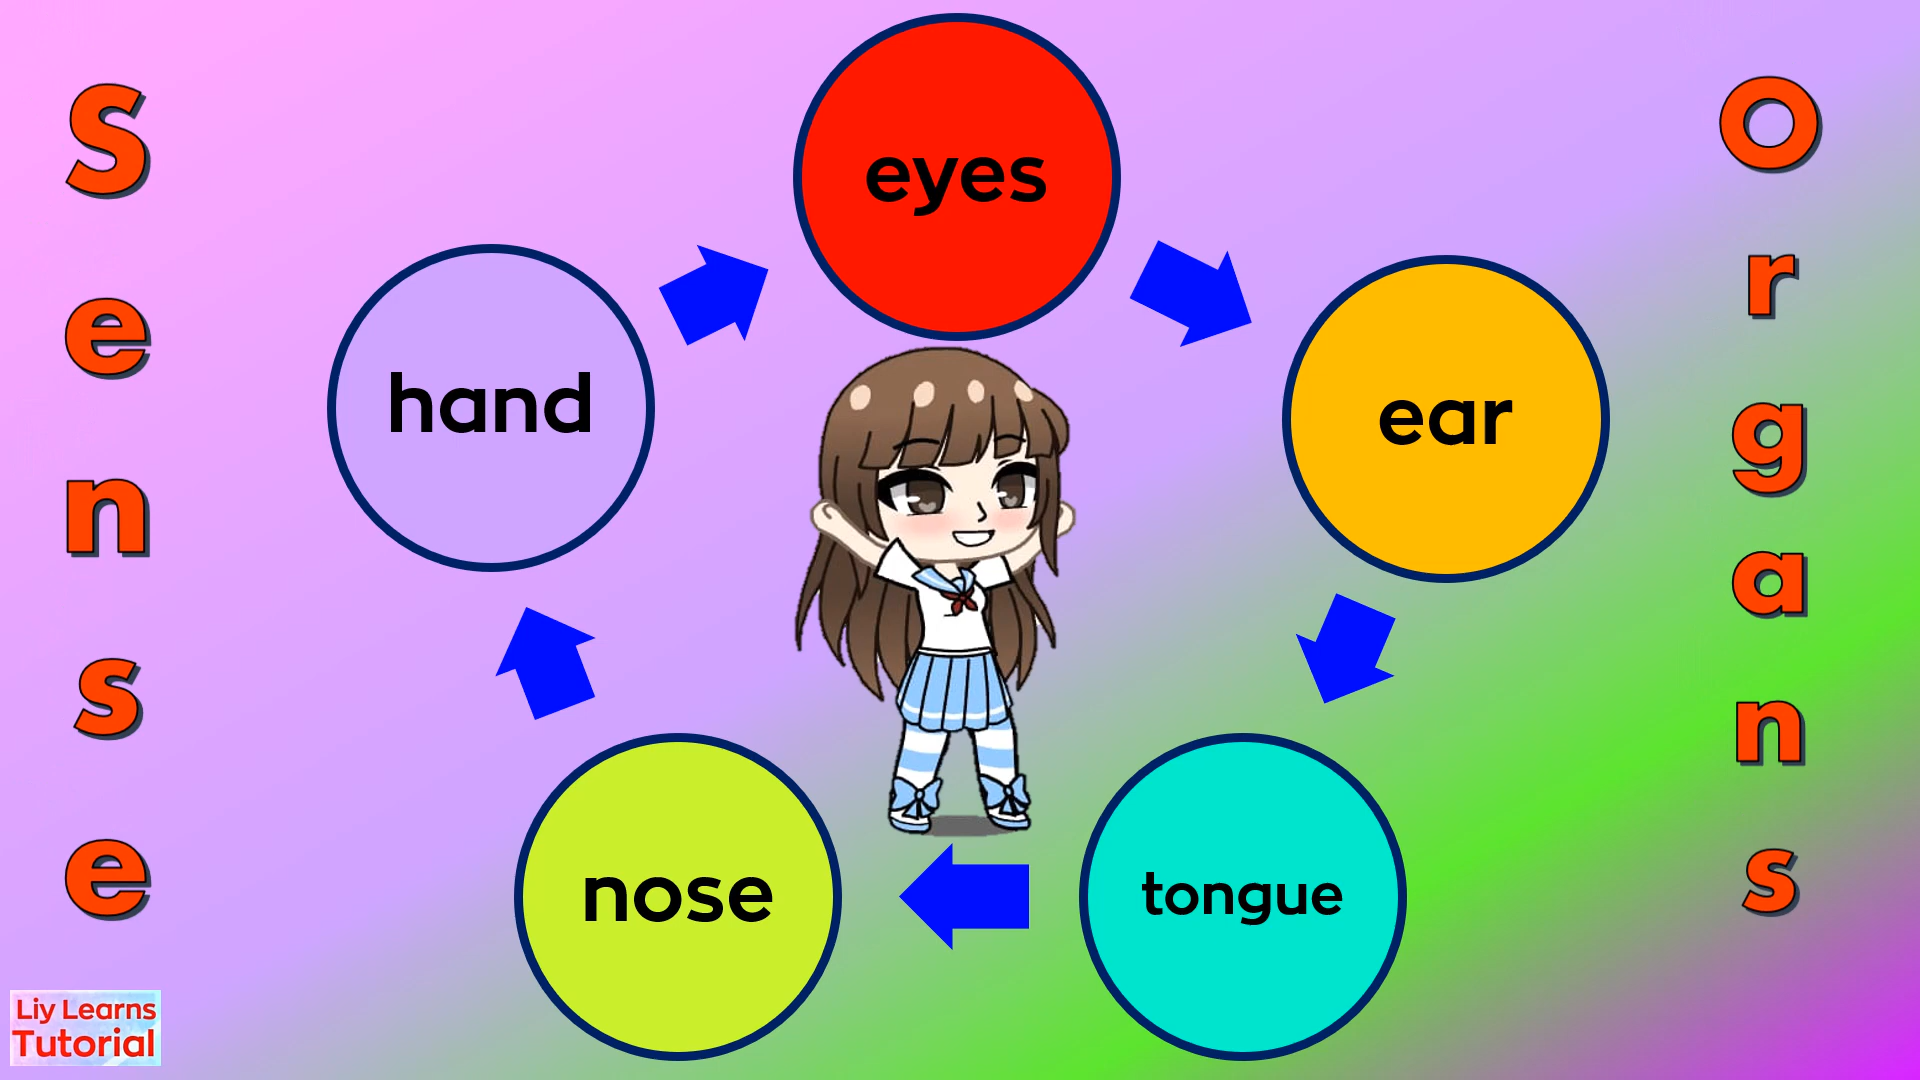 Sense
Organs
eyes
ear
tongue
nose
hand
Liy Learns
Tutorial